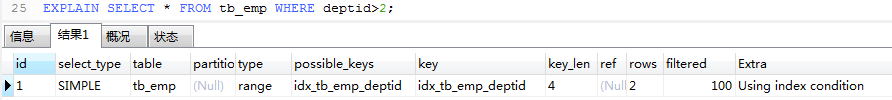 25 EXPLAIN SELECT * FROM tb_emp WHERE deptid>2;
信息 结果1 概况 状态
id select_type table partitio type possible_keys key key_len ref rows filtered Extra
1 SIMPLE tb_emp (Null) range idx_tb_emp_deptid idx_tb_emp_deptid 4 (Null 2 100 Using index condition